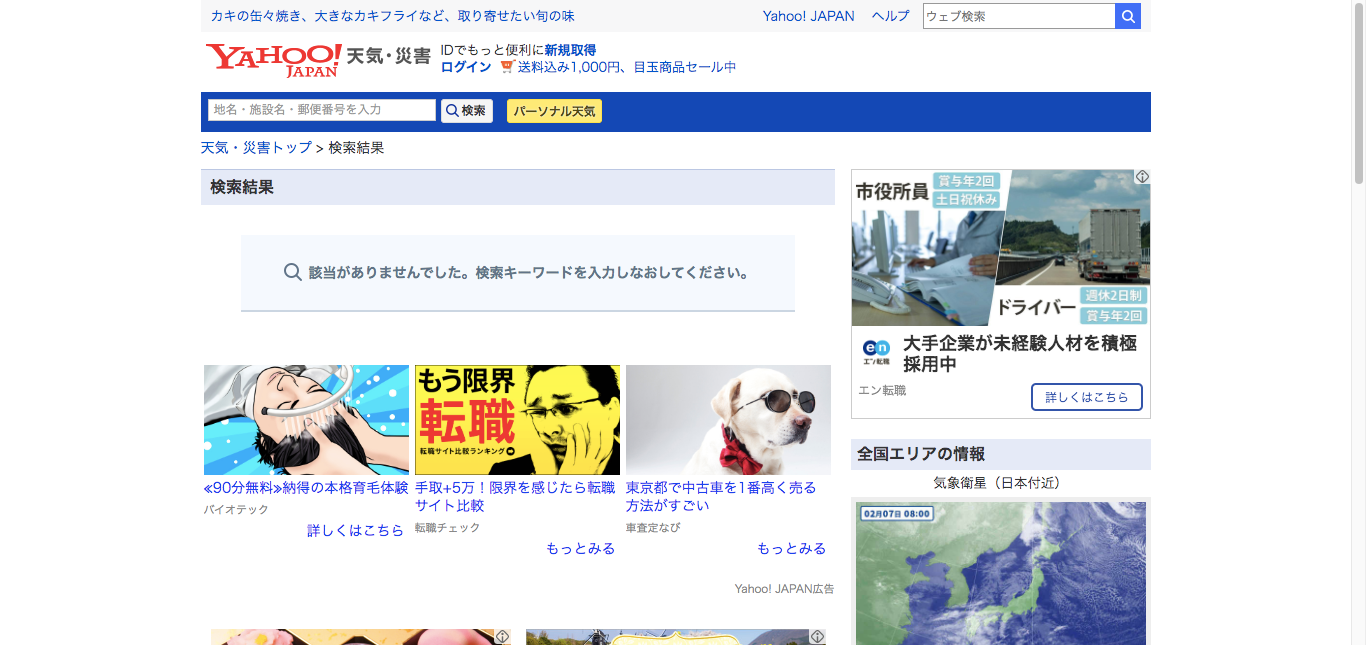 カキの缶々焼き、大きなカキフライなど、取り寄せたい旬の味
Yahoo! JAPAN ヘルプ
ウェブ検索
YAHOO! JAPAN 天気・災害
IDでもっと便利に新規取得
ログイン 送料込み1,000円、目玉商品セール中
地名・施設名・郵便番号を入力
検索
パーソナル天気
天気・災害トップ > 検索結果
検索結果
該当がありませんでした。検索キーワードを入力しなおしてください。
もう限界
転職
転職サイト比較ランキング
≪90分無料≫納得の本格育毛体験
バイオテック
詳しくはこちら
手取+5万！限界を感じたら転職
サイト比較
転職チェック
もっとみる
東京都で中古車を1番高く売る
方法がすごい
車査定なび
もっとみる
Yahoo! JAPAN広告
市役所員
賞与年2回
土日祝休み
ドライバー
週休2日制
賞与年2回
en
エン転職
大手企業が未経験人材を積極
採用中
エン転職
詳しくはこちら
全国エリアの情報
気象衛星（日本付近）
02月07日 08:00